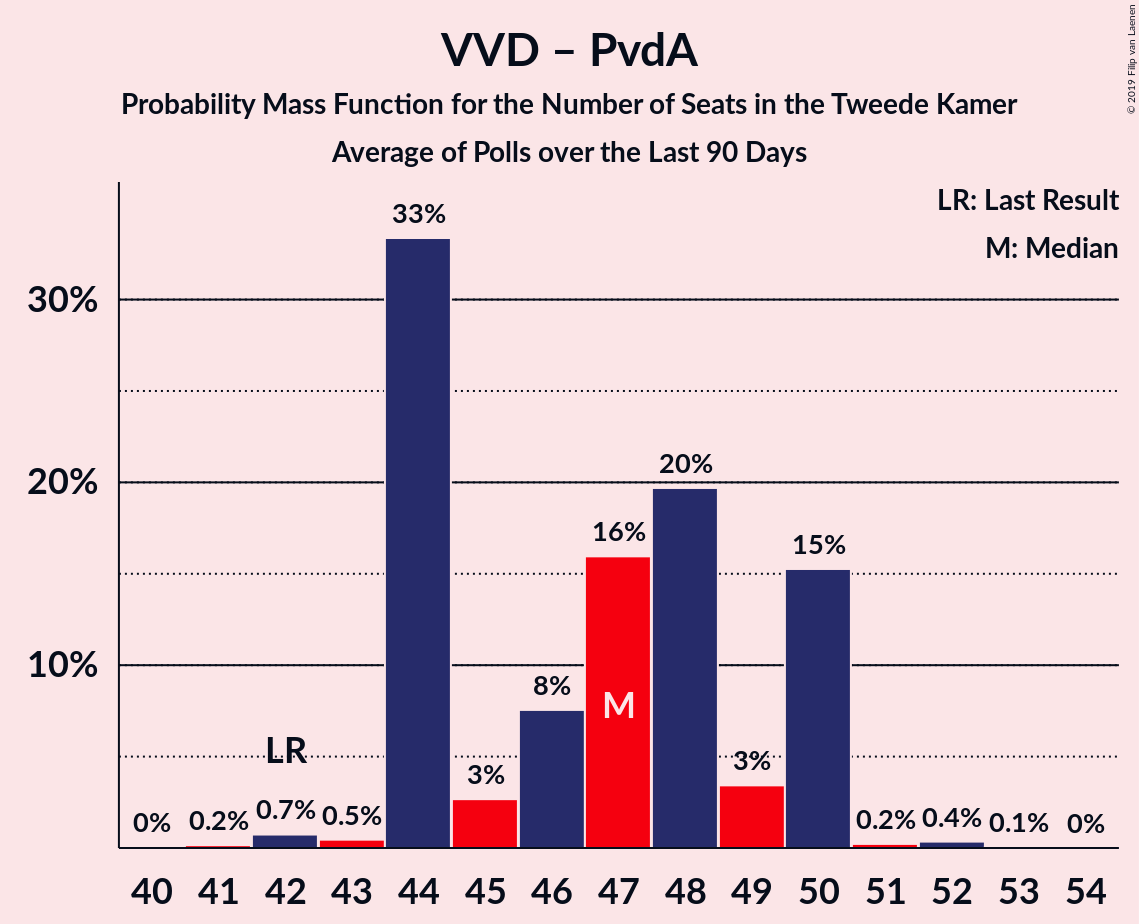 VVD – PvdA
Probability Mass Function for the Number of Seats in the Tweede Kamer
Average of Polls over the Last 90 Days
© 2019 Filip van Laenen
LR: Last Result
M: Median
33%
30%
20%
20%
16%
15%
10%
8%
M
LR
3%
3%
0%
0.2%
0.7%
0.5%
0.2%
0.4%
0.1%
0%
40 41 42 43 44 45 46 47 48 49 50 51 52 53 54